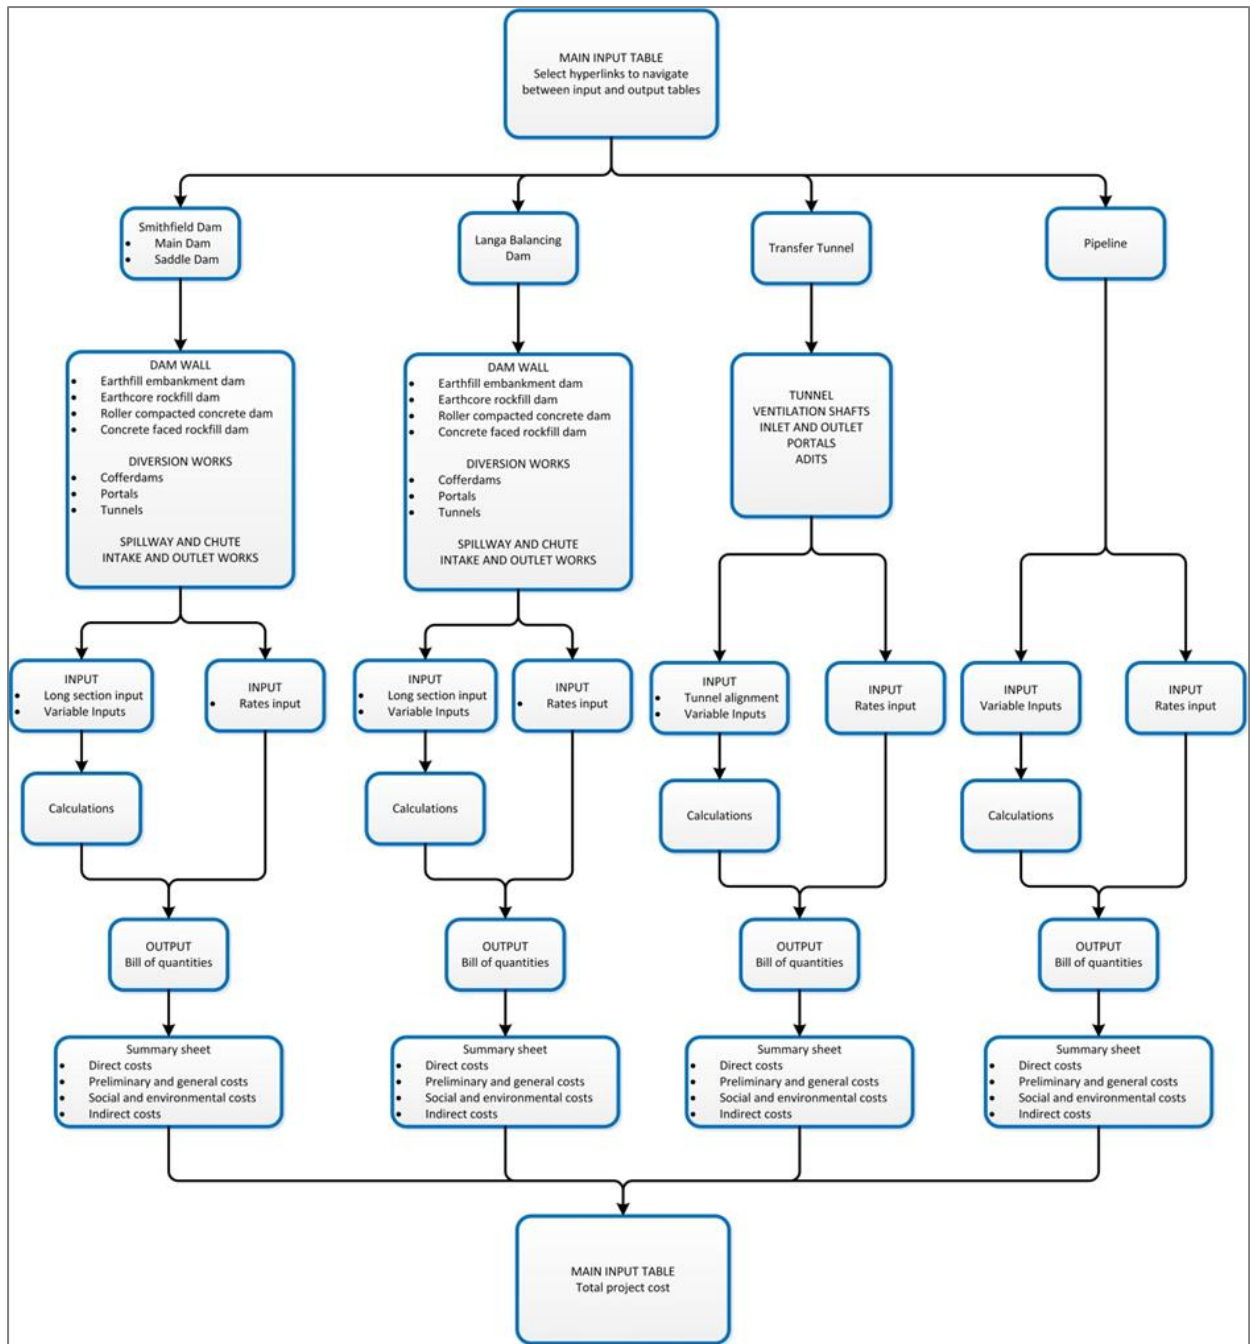 MAIN INPUT TABLE
Select hyperlinks to navigate
between input and output tables
Smithfield Dam
• Main Dam
• Saddle Dam
Langa Balancing
Dam
Transfer Tunnel
Pipeline
DAM WALL
• Earthfill embankment dam
• Earthcore rockfill dam
• Roller compacted concrete dam
• Concrete faced rockfill dam
DIVERSION WORKS
• Cofferdams
• Portals
• Tunnels
SPILLWAY AND CHUTE
INTAKE AND OUTLET WORKS
DAM WALL
• Earthfill embankment dam
• Earthcore rockfill dam
• Roller compacted concrete dam
• Concrete faced rockfill dam
DIVERSION WORKS
• Cofferdams
• Portals
• Tunnels
SPILLWAY AND CHUTE
INTAKE AND OUTLET WORKS
TUNNEL
VENTILATION SHAFTS
INLET AND OUTLET
PORTALS
ADITS
INPUT
• Long section input
• Variable Inputs
INPUT
• Rates input
INPUT
• Long section input
• Variable Inputs
INPUT
• Rates input
INPUT
• Tunnel alignment
• Variable Inputs
INPUT
Rates input
INPUT
Variable Inputs
INPUT
Rates input
Calculations
Calculations
Calculations
Calculations
OUTPUT
Bill of quantities
OUTPUT
Bill of quantities
OUTPUT
Bill of quantities
OUTPUT
Bill of quantities
Summary sheet
• Direct costs
• Preliminary and general costs
• Social and environmental costs
• Indirect costs
Summary sheet
• Direct costs
• Preliminary and general costs
• Social and environmental costs
• Indirect costs
Summary sheet
• Direct costs
• Preliminary and general costs
• Social and environmental costs
• Indirect costs
Summary sheet
• Direct costs
• Preliminary and general costs
• Social and environmental costs
• Indirect costs
MAIN INPUT TABLE
Total project cost